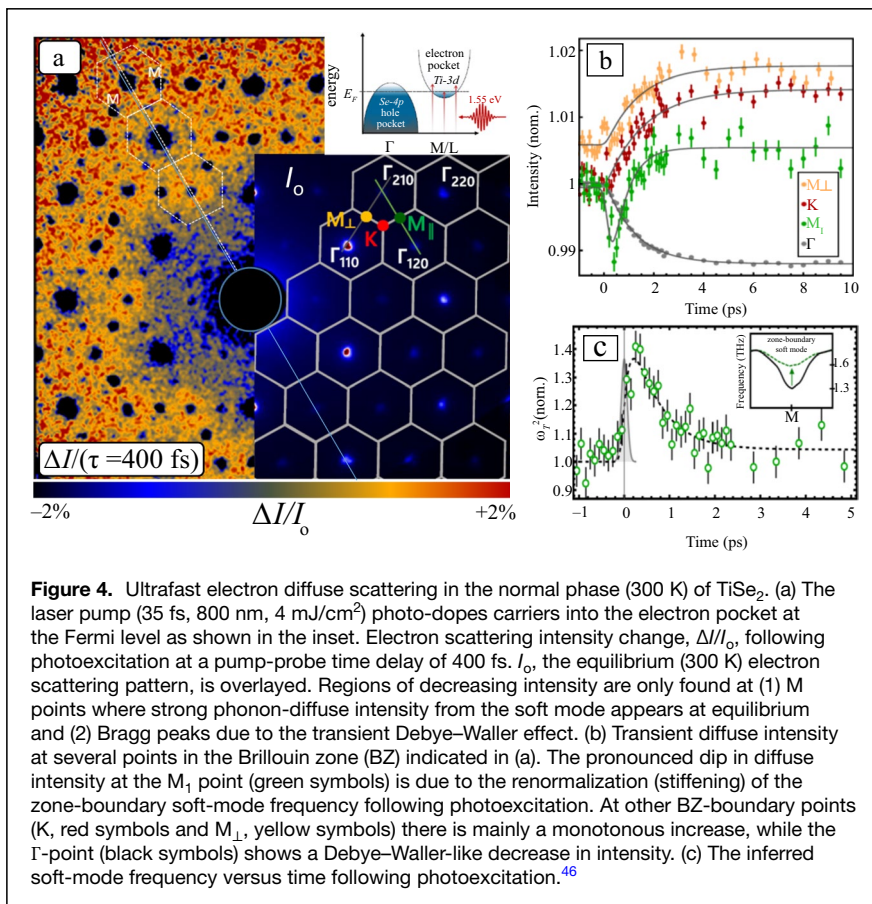 a
M
M
energy
E_F
electron
pocket
Ti-3d
Se-4p
hole
pocket
1.55 eV
Γ
M/L
I_o
Γ_210
Γ_220
M_⊥
K
M_∥
Γ_110
Γ_120
ΔI/(τ =400 fs)
−2%
ΔI/I_o
+2%
b
Intensity (nom.)
1.02
1.01
1
0.99
M⊥
K
M_1
Γ
0
2
4
6
8
10
Time (ps)
c
ω_T^2(norm.)
1.4
1.3
1.2
1.1
1.0
0.9
zone-boundary
soft mode
Frequency (THz)
1.6
1.3
M
-1
0
1
2
3
4
5
Time (ps)
Figure 4. Ultrafast electron diffuse scattering in the normal phase (300 K) of TiSe₂. (a) The
laser pump (35 fs, 800 nm, 4 mJ/cm²) photo-dopes carriers into the electron pocket at
the Fermi level as shown in the inset. Electron scattering intensity change, ΔI/I_o, following
photoexcitation at a pump-probe time delay of 400 fs. I_o, the equilibrium (300 K) electron
scattering pattern, is overlayed. Regions of decreasing intensity are only found at (1) M
points where strong phonon-diffuse intensity from the soft mode appears at equilibrium
and (2) Bragg peaks due to the transient Debye–Waller effect. (b) Transient diffuse intensity
at several points in the Brillouin zone (BZ) indicated in (a). The pronounced dip in diffuse
intensity at the M₁ point (green symbols) is due to the renormalization (stiffening) of the
zone-boundary soft-mode frequency following photoexcitation. At other BZ-boundary points
(K, red symbols and M_⊥, yellow symbols) there is mainly a monotonous increase, while the
Γ-point (black symbols) shows a Debye–Waller-like decrease in intensity. (c) The inferred
soft-mode frequency versus time following photoexcitation.⁴⁶